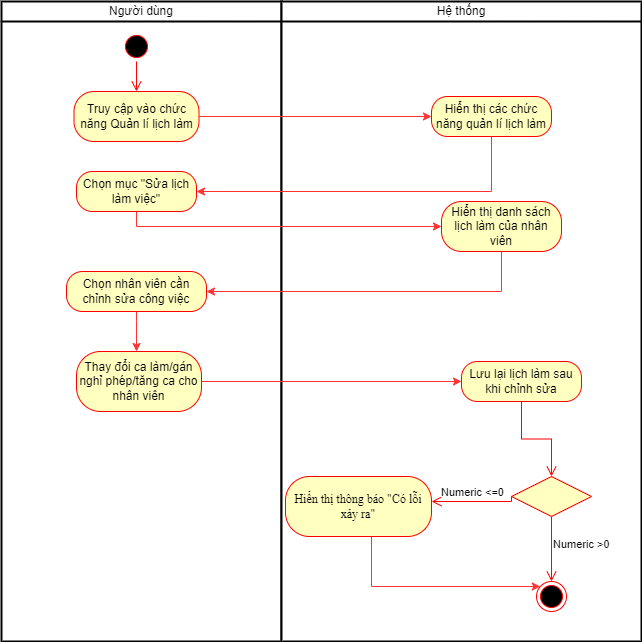 Người dùng
Hệ thống
Truy cập vào chức
năng Quản lí lịch làm
Hiển thị các chức
năng quản lí lịch làm
Chọn mục "Sửa lịch
làm việc"
Hiển thị danh sách
lịch làm của nhân
viên
Chọn nhân viên cần
chỉnh sửa công việc
Thay đổi ca làm/gán
nghỉ phép/tăng ca cho
nhân viên
Lưu lại lịch làm sau
khi chỉnh sửa
Numeric <=0
Hiển thị thông báo "Có lỗi
xảy ra"
Numeric >0